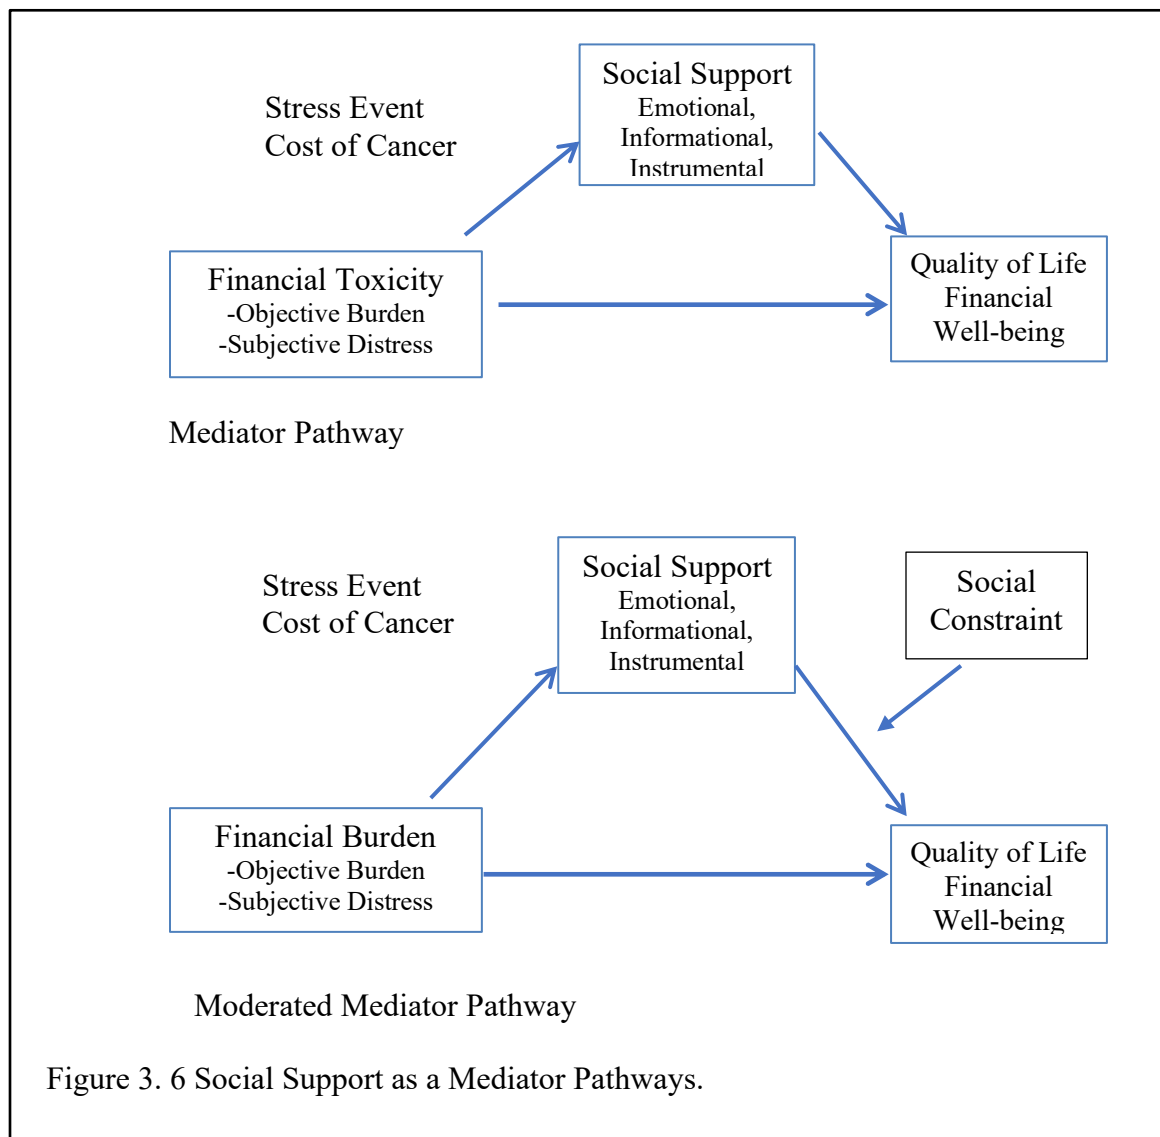 Social Support
Emotional,
Informational,
Instrumental
Stress Event
Cost of Cancer
Financial Toxicity
-Objective Burden
-Subjective Distress
Quality of Life
Financial
Well-being
Mediator Pathway
Social Support
Emotional,
Informational,
Instrumental
Stress Event
Cost of Cancer
Social
Constraint
Financial Burden
-Objective Burden
-Subjective Distress
Quality of Life
Financial
Well-being
Moderated Mediator Pathway
Figure 3. 6 Social Support as a Mediator Pathways.